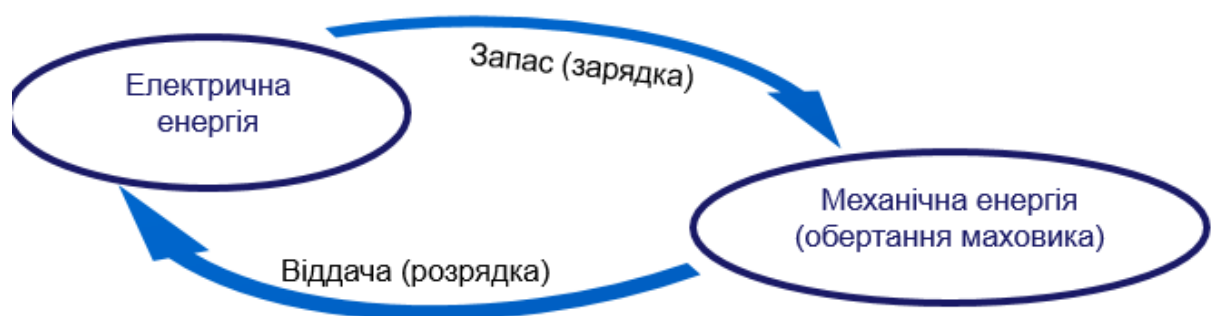 Електрична
енергія
Запас (зарядка)
Механічна енергія
(обертання маховика)
Віддача (розрядка)